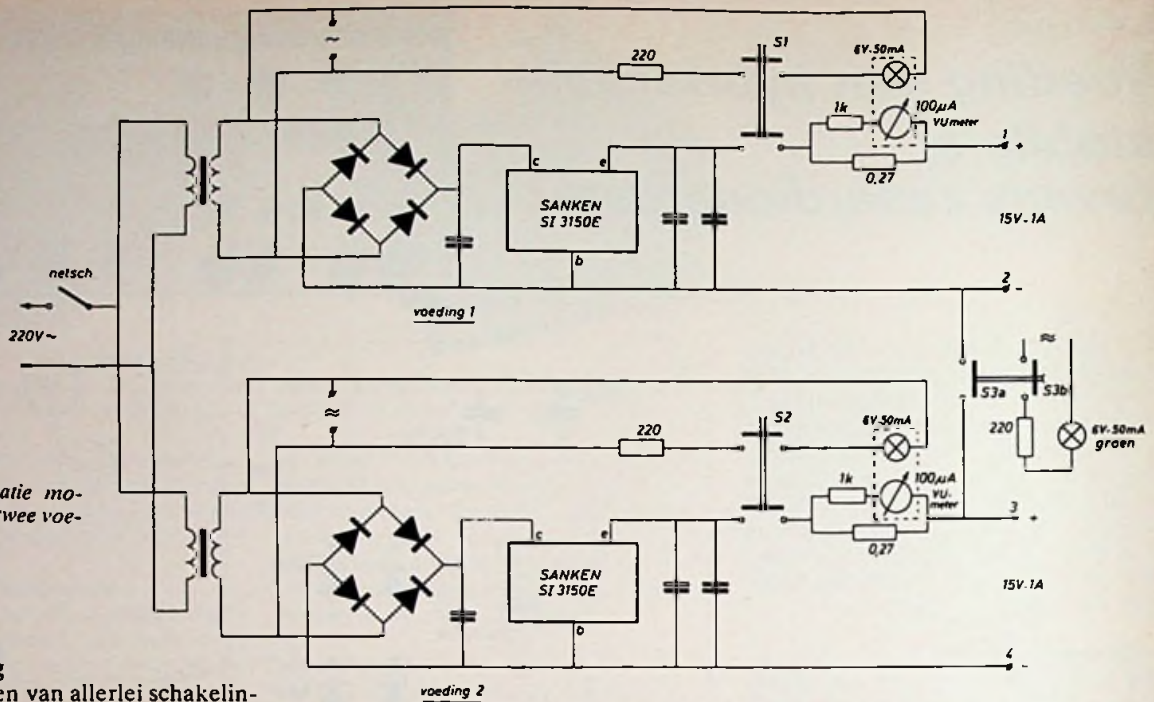 6V-50mA
S1
220
1k
100µA
VU meter
0,27
1 +
15V-1A
c e
SANKEN
SI 3150E
b
2 -
voeding 1
netsch
220V~
S3a S3b
220
6V-50mA
groen
S2
220
6V-50mA
1k
100µA
VU-
meter
0,27
3 +
15V-1A
c e
SANKEN
SI 3150E
b
4 -
voeding 2
atie mo-
wee voe-
g
en van allerlei schakelin-